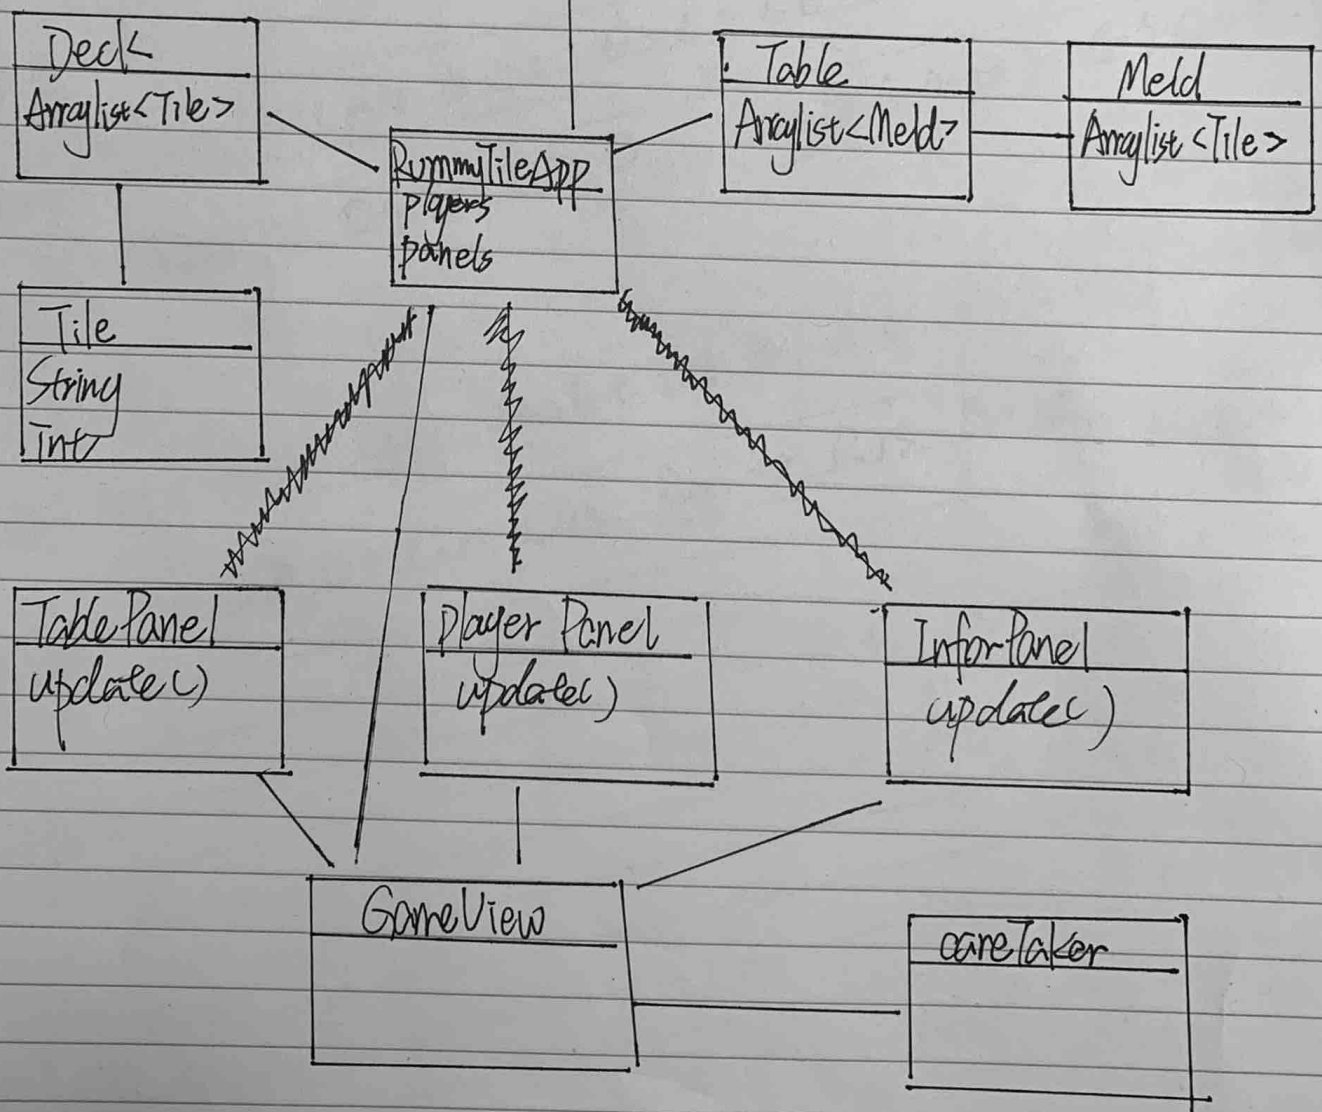 Deck
Arraylist<Tile>
Table
Arraylist<Meld>
Meld
Arraylist<Tile>
RummyTileApp
players
panels
Tile
String
Int
TablePanel
update()
player Panel
update()
InforPanel
update()
GameView
careTaker